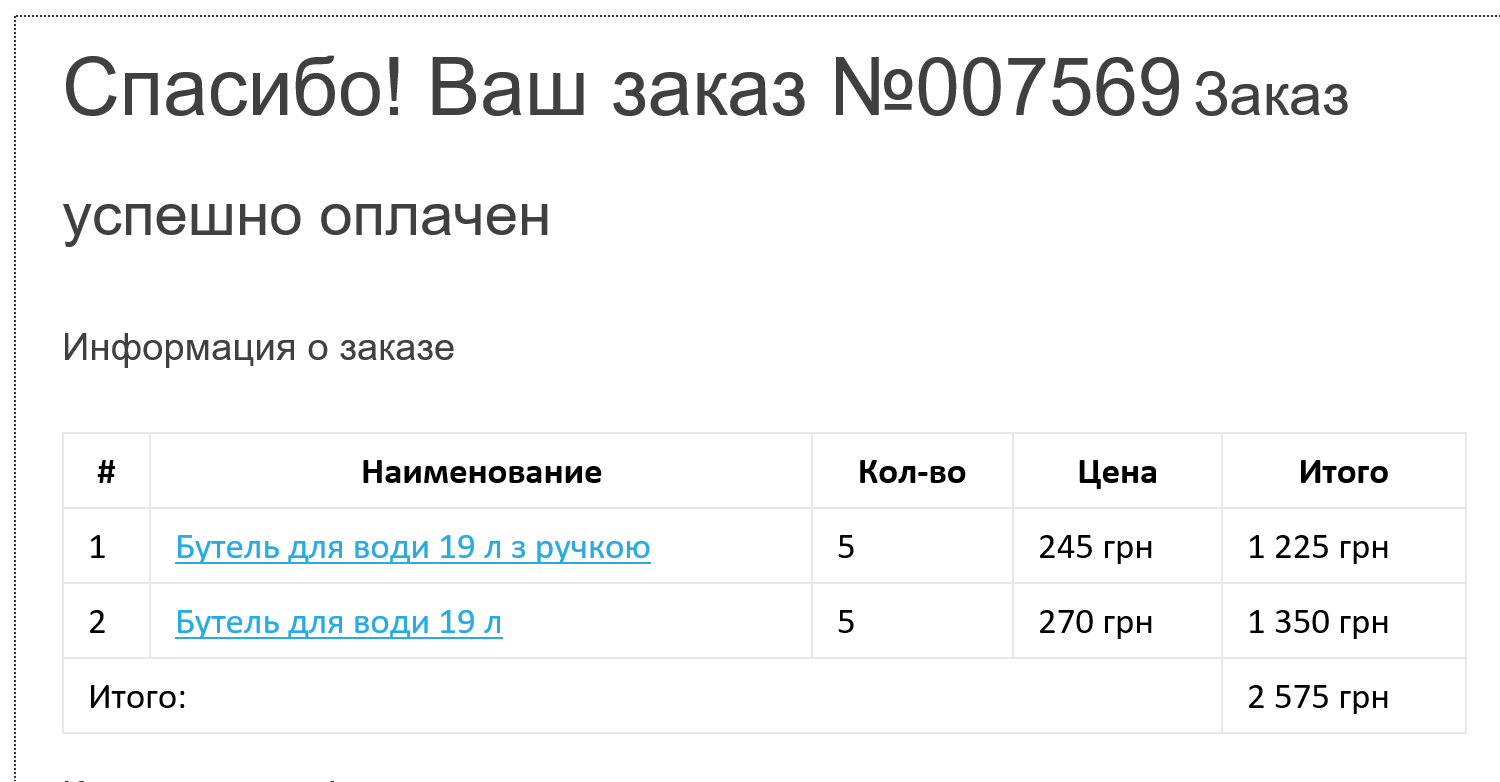 Спасибо! Ваш заказ №007569 Заказ
успешно оплачен
Информация о заказе
# Наименование Кол-во Цена Итого
1 Бутель для води 19 л з ручкою 5 245 грн 1 225 грн
2 Бутель для води 19 л 5 270 грн 1 350 грн
Итого: 2 575 грн